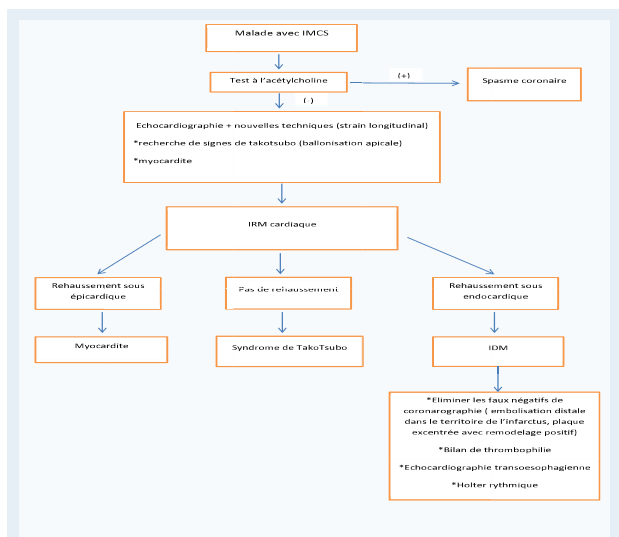 Malade avec IMCS
Test à l'acétylcholine
(+)
Spasme coronaire
(-)
Echocardiographie + nouvelles techniques (strain longitudinal)
*recherche de signes de takotsubo (ballonisation apicale)
*myocardite
IRM cardiaque
Rehaussement sous
épicardique
Pas de rehaussement
Rehaussement sous
endocardique
Myocardite
Syndrome de TakoTsubo
IDM
*Eliminer les faux négatifs de
coronarographie ( embolisation distale
dans le territoire de l'infarctus, plaque
excentrée avec remodelage positif)
*Bilan de thrombophilie
*Echocardiographie transoesophagienne
*Holter rythmique